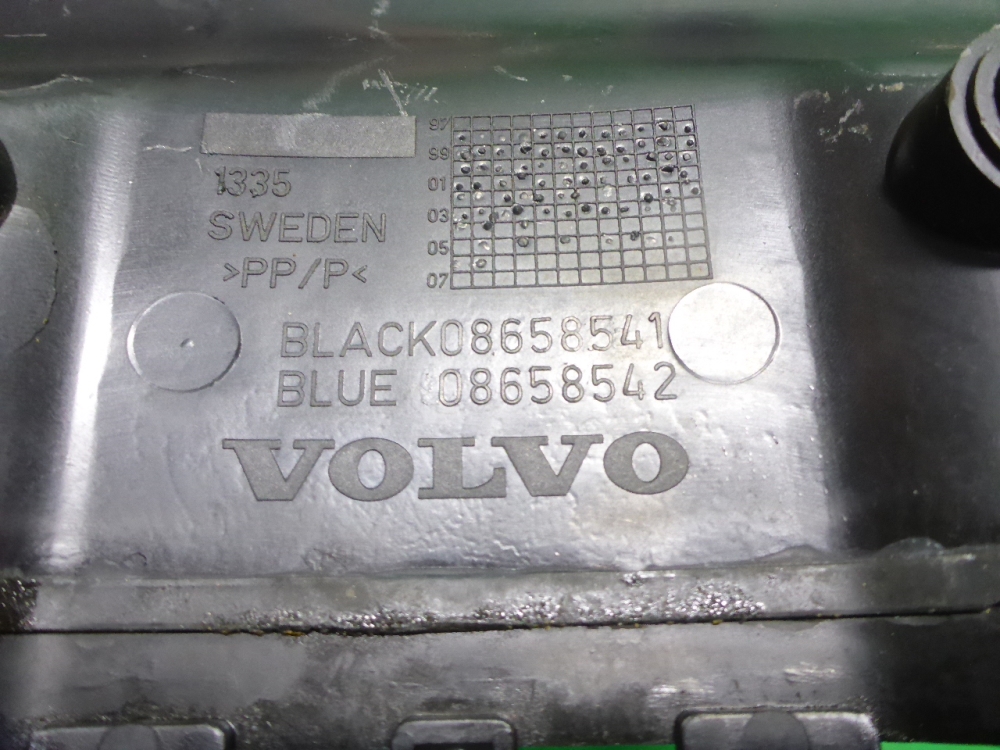 1335
SWEDEN
>PP/P<
97
99
01
03
05
07
BLACK08658541
BLUE 08658542
VOLVO